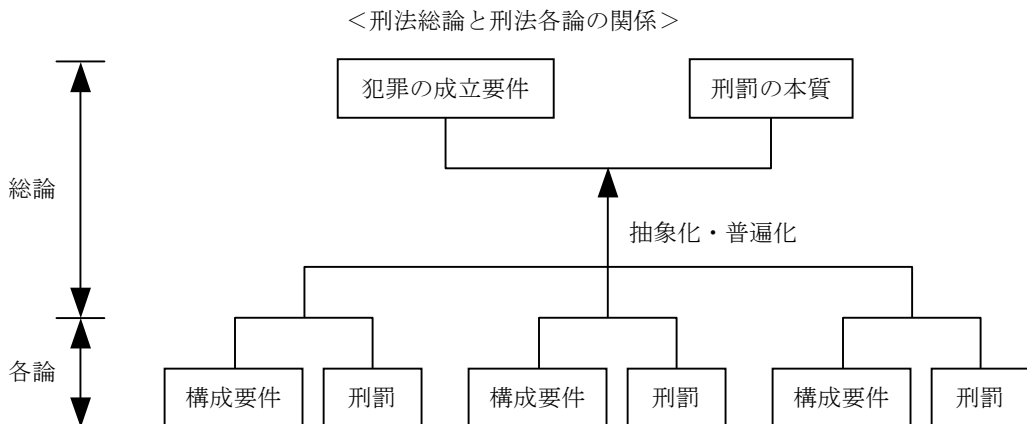 ＜刑法総論と刑法各論の関係＞
犯罪の成立要件
刑罰の本質
総論
抽象化・普遍化
各論
構成要件
刑罰
構成要件
刑罰
構成要件
刑罰